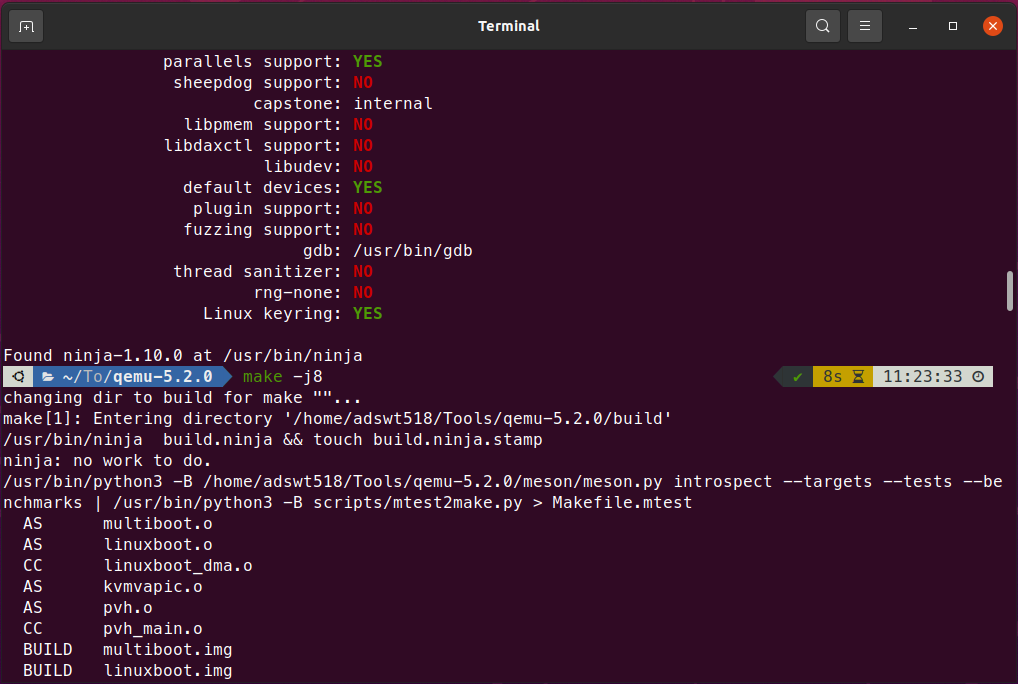 Terminal
parallels support: YES
sheepdog support: NO
capstone: internal
libpmem support: NO
libdaxctl support: NO
libudev: NO
default devices: YES
plugin support: NO
fuzzing support: NO
gdb: /usr/bin/gdb
thread sanitizer: NO
rng-none: NO
Linux keyring: YES
Found ninja-1.10.0 at /usr/bin/ninja
~/To/qemu-5.2.0 make -j8 ✔ 8s 11:23:33
changing dir to build for make ""...
make[1]: Entering directory '/home/adswt518/Tools/qemu-5.2.0/build'
/usr/bin/ninja  build.ninja && touch build.ninja.stamp
ninja: no work to do.
/usr/bin/python3 -B /home/adswt518/Tools/qemu-5.2.0/meson/meson.py introspect --targets --tests --be
nchmarks | /usr/bin/python3 -B scripts/mtest2make.py > Makefile.mtest
AS multiboot.o
AS linuxboot.o
CC linuxboot_dma.o
AS kvmvapic.o
AS pvh.o
CC pvh_main.o
BUILD multiboot.img
BUILD linuxboot.img